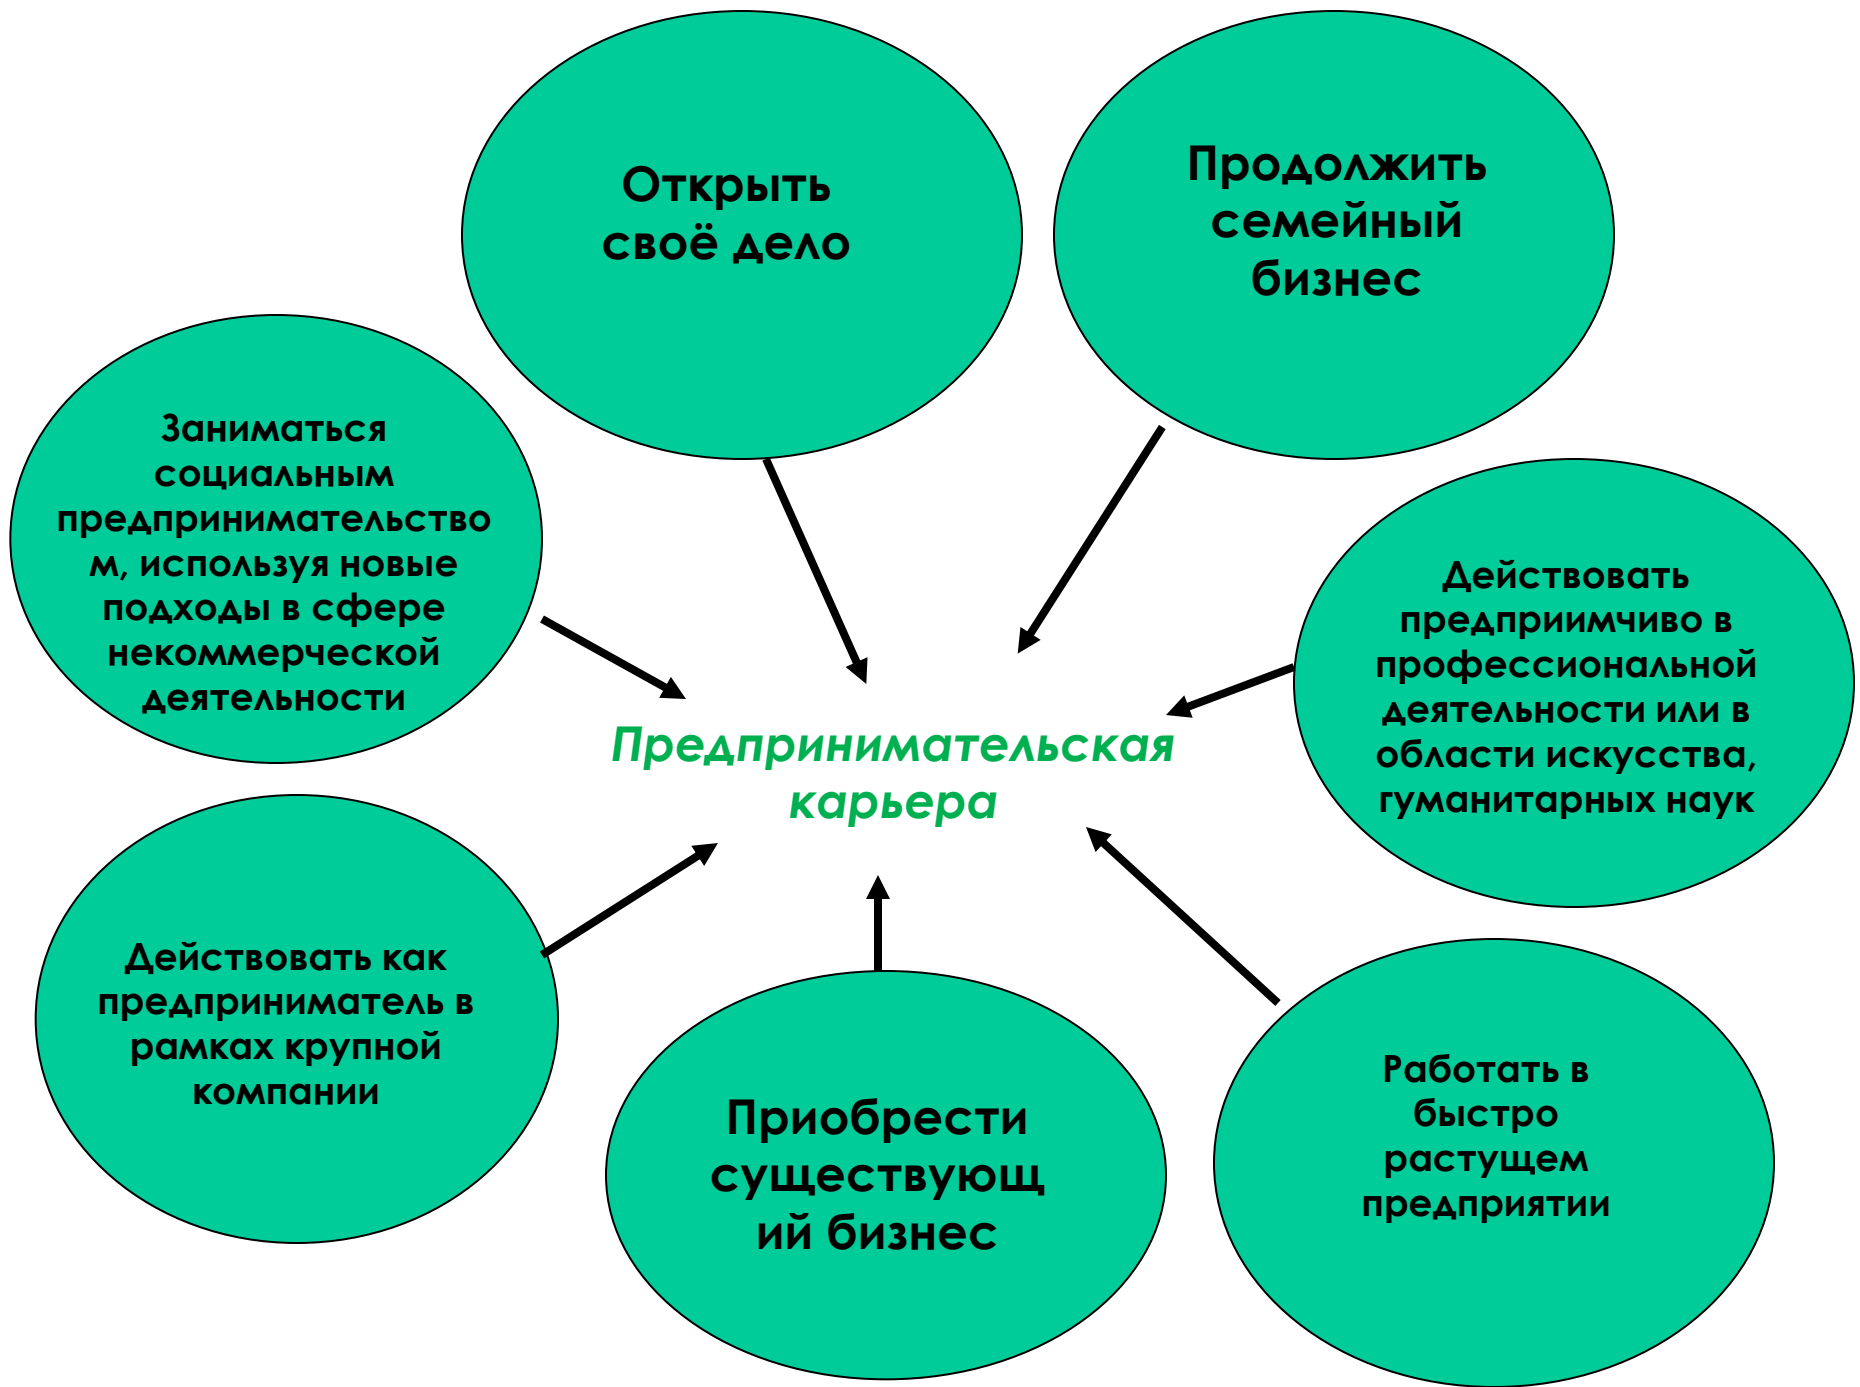 Открыть
своё дело
Продолжить
семейный
бизнес
Заниматься
социальным
предпринимательство
м, используя новые
подходы в сфере
некоммерческой
деятельности
Действовать
предприимчиво в
профессиональной
деятельности или в
области искусства,
гуманитарных наук
Предпринимательская
карьера
Действовать как
предприниматель в
рамках крупной
компании
Приобрести
существующ
ий бизнес
Работать в
быстро
растущем
предприятии